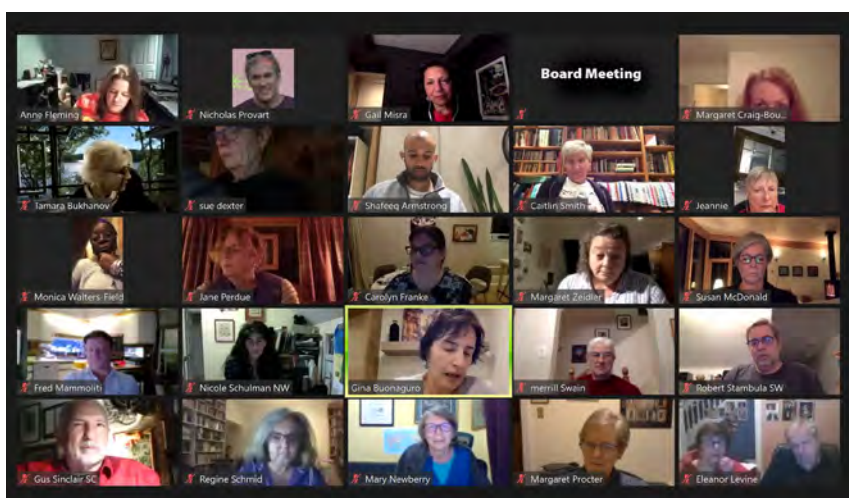 Anne Fleming
Nicholas Provart
Gail Misra
Board Meeting
Margaret Craig-Bou...
Tamara Bukhanov
sue dexter
Shafeeq Armstrong
Caitlin Smith
Jeannie
Monica Walters-Field
Jane Perdue
Carolyn Franke
Margaret Zeidler
Susan McDonald
Fred Mammoliti
Nicole Schulman NW
Gina Buonaguro
merrill Swain
Robert Stambula SW
Gus Sinclair SC
Regine Schmid
Mary Newberry
Margaret Procter
Eleanor Levine